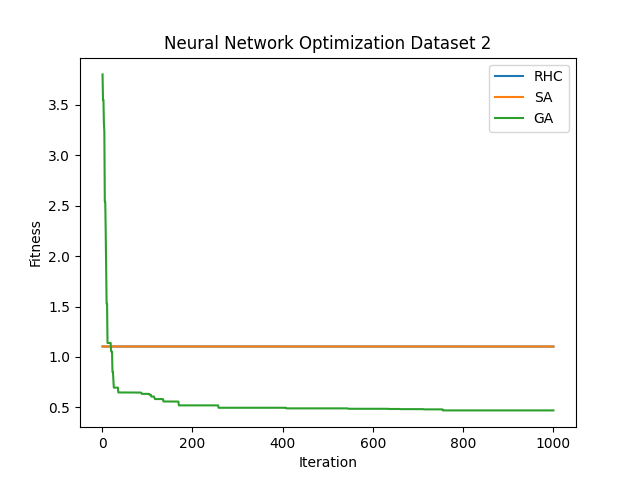 Neural Network Optimization Dataset 2
RHC
SA
GA
3.5
3.0
2.5
2.0
1.5
1.0
0.5
Fitness
0 200 400 600 800 1000
Iteration